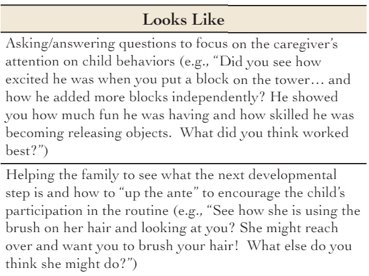 Looks Like
Asking/answering questions to focus on the caregiver's
attention on child behaviors (e.g., "Did you see how
excited he was when you put a block on the tower… and
how he added more blocks independently? He showed
you how much fun he was having and how skilled he was
becoming releasing objects.  What did you think worked
best?")
Helping the family to see what the next developmental
step is and how to "up the ante" to encourage the child's
participation in the routine (e.g., "See how she is using the
brush on her hair and looking at you? She might reach
over and want you to brush your hair!  What else do you
think she might do?")